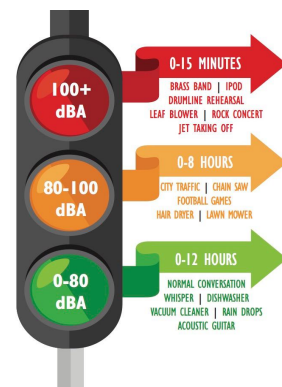 100+
dBA
0-15 MINUTES
BRASS BAND | IPOD
DRUMLINE REHEARSAL
LEAF BLOWER | ROCK CONCERT
JET TAKING OFF
80-100
dBA
0-8 HOURS
CITY TRAFFIC | CHAIN SAW
FOOTBALL GAMES
HAIR DRYER | LAWN MOWER
0-80
dBA
0-12 HOURS
NORMAL CONVERSATION
WHISPER | DISHWASHER
VACUUM CLEANER | RAIN DROPS
ACOUSTIC GUITAR